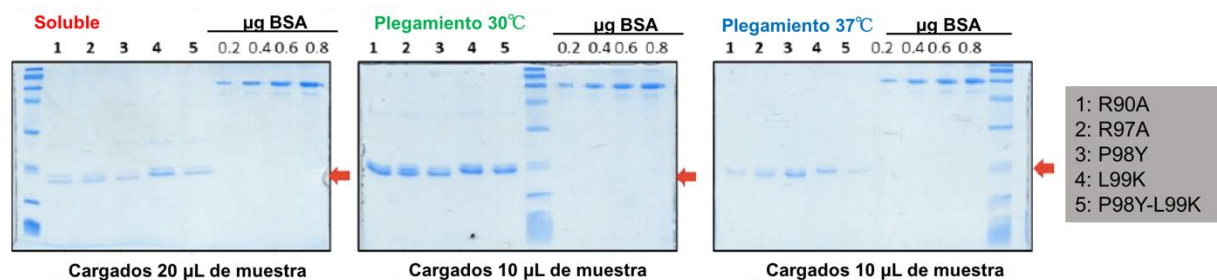 Soluble
µg BSA
1 2 3 4 5 0.2 0.4 0.6 0.8
Cargados 20 µL de muestra
Plegamiento 30℃
µg BSA
1 2 3 4 5 0.2 0.4 0.6 0.8
Cargados 10 µL de muestra
Plegamiento 37℃
µg BSA
1 2 3 4 5 0.2 0.4 0.6 0.8
Cargados 10 µL de muestra
1: R90A
2: R97A
3: P98Y
4: L99K
5: P98Y-L99K